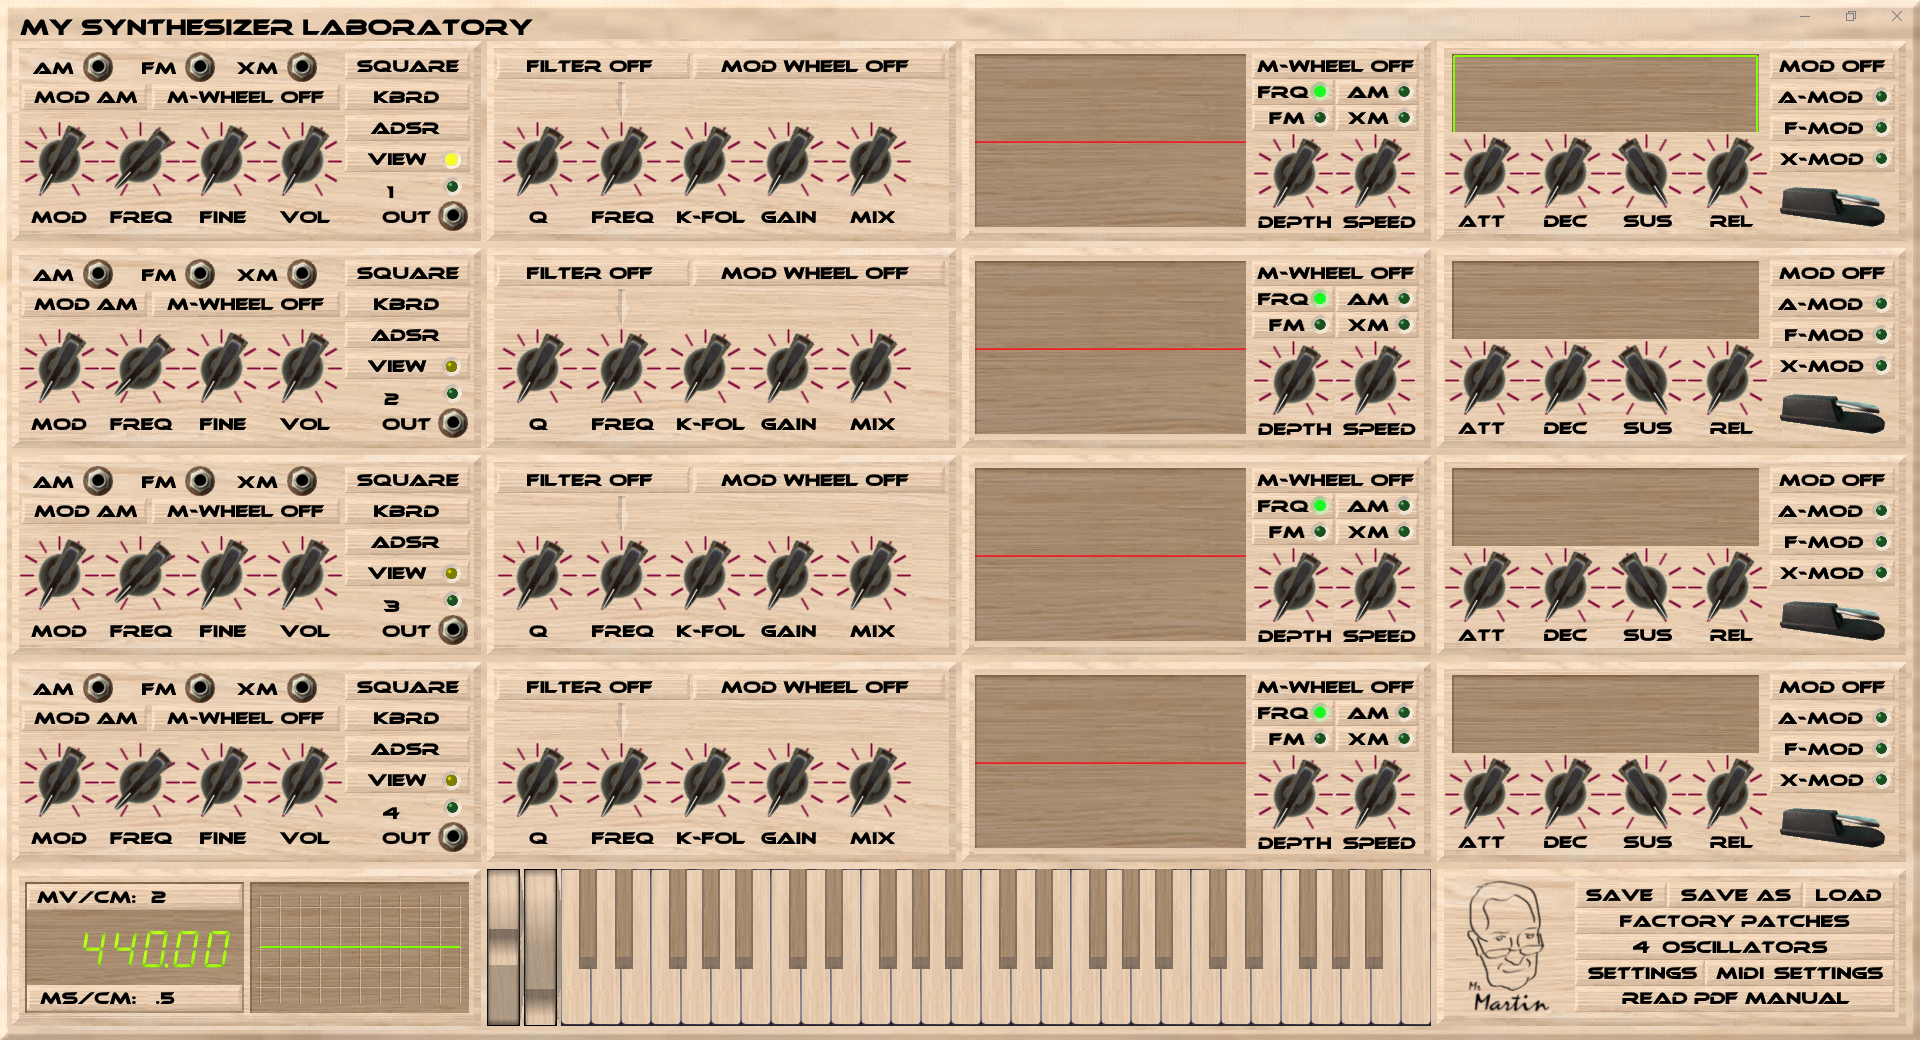 MY SYNTHESIZER LABORATORY
AM FM XM SQUARE
MOD AM M-WHEEL OFF KBRD
ADSR
VIEW
1
MOD FREQ FINE VOL OUT
FILTER OFF MOD WHEEL OFF
Q FREQ K-FOL GAIN MIX
M-WHEEL OFF
FRQ AM
FM XM
DEPTH SPEED
MOD OFF
A-MOD
F-MOD
X-MOD
ATT DEC SUS REL
AM FM XM SQUARE
MOD AM M-WHEEL OFF KBRD
ADSR
VIEW
2
MOD FREQ FINE VOL OUT
FILTER OFF MOD WHEEL OFF
Q FREQ K-FOL GAIN MIX
M-WHEEL OFF
FRQ AM
FM XM
DEPTH SPEED
MOD OFF
A-MOD
F-MOD
X-MOD
ATT DEC SUS REL
AM FM XM SQUARE
MOD AM M-WHEEL OFF KBRD
ADSR
VIEW
3
MOD FREQ FINE VOL OUT
FILTER OFF MOD WHEEL OFF
Q FREQ K-FOL GAIN MIX
M-WHEEL OFF
FRQ AM
FM XM
DEPTH SPEED
MOD OFF
A-MOD
F-MOD
X-MOD
ATT DEC SUS REL
AM FM XM SQUARE
MOD AM M-WHEEL OFF KBRD
ADSR
VIEW
4
MOD FREQ FINE VOL OUT
FILTER OFF MOD WHEEL OFF
Q FREQ K-FOL GAIN MIX
M-WHEEL OFF
FRQ AM
FM XM
DEPTH SPEED
MOD OFF
A-MOD
F-MOD
X-MOD
ATT DEC SUS REL
MV/CM: 2
440.00
MS/CM: .5
Mr Martin
SAVE SAVE AS LOAD
FACTORY PATCHES
4 OSCILLATORS
SETTINGS MIDI SETTINGS
READ PDF MANUAL